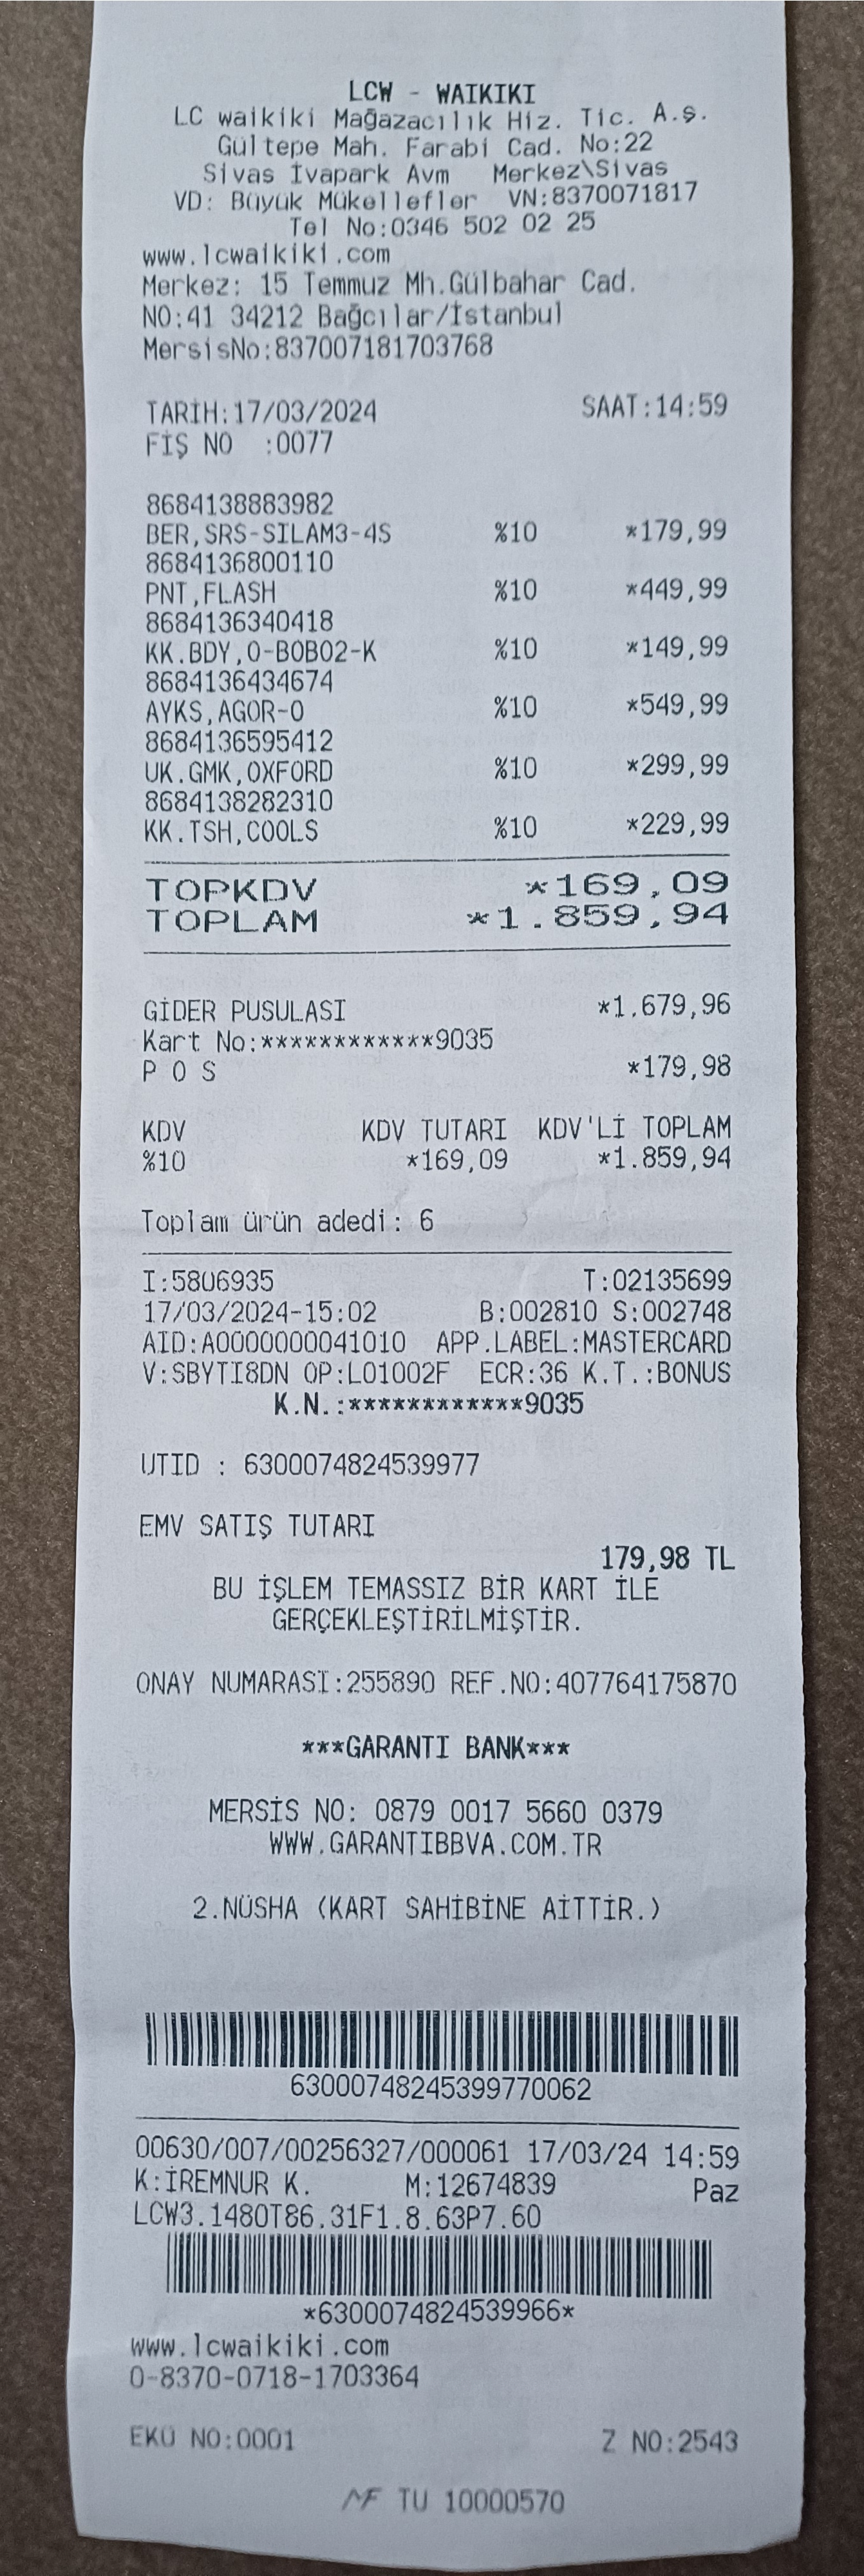 LCW - WAIKIKI
LC waikiki Mağazacılık Hiz. Tic. A.ş.
Gültepe Mah. Farabi Cad. No:22
Sivas İvapark Avm Merkez\Sivas
VD: Büyük Mükellefler VN:8370071817
Tel No:0346 502 02 25
www.lcwaikiki.com
Merkez: 15 Temmuz Mh.Gülbahar Cad.
NO:41 34212 Bağcılar/İstanbul
MersisNo:837007181703768
TARİH:17/03/2024 SAAT:14:59
FİŞ NO :0077
8684138883982
BER,SRS-SILAM3-4S %10 *179,99
8684136800110
PNT,FLASH %10 *449,99
8684136340418
KK.BDY,O-BOBO2-K %10 *149,99
8684136434674
AYKS,AGOR-O %10 *549,99
8684136595412
UK.GMK,OXFORD %10 *299,99
8684138282310
KK.TSH,COOLS %10 *229,99
TOPKDV *169,09
TOPLAM *1.859,94
GİDER PUSULASI *1.679,96
Kart No:************9035
P O S *179,98
KDV KDV TUTARI KDV'Lİ TOPLAM
%10 *169,09 *1.859,94
Toplam ürün adedi: 6
I:5806935 T:02135699
17/03/2024-15:02 B:002810 S:002748
AID:A0000000041010 APP.LABEL:MASTERCARD
V:SBYTI8DN OP:L01002F ECR:36 K.T.:BONUS
K.N.:************9035
UTID : 6300074824539977
EMV SATIŞ TUTARI
179,98 TL
BU İŞLEM TEMASSIZ BİR KART İLE
GERÇEKLEŞTİRİLMİŞTİR.
ONAY NUMARASI:255890 REF.NO:407764175870
***GARANTI BANK***
MERSİS NO: 0879 0017 5660 0379
WWW.GARANTIBBVA.COM.TR
2.NÜSHA (KART SAHİBİNE AİTTİR.)
63000748245399770062
00630/007/00256327/000061 17/03/24 14:59
K:İREMNUR K. M:12674839 Paz
LCW3.1480T86.31F1.8.63P7.60
*6300074824539966*
www.lcwaikiki.com
0-8370-0718-1703364
EKÜ NO:0001 Z NO:2543
MF TU 10000570